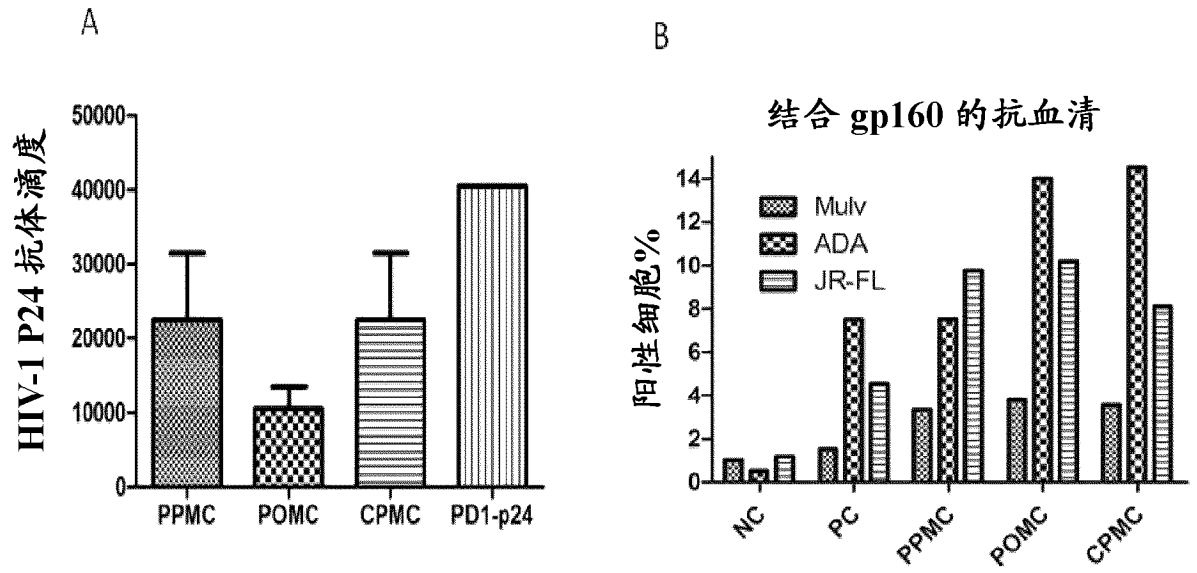 A
HIV-1 P24 抗体滴度
50000
40000
30000
20000
10000
0
PPMC
POMC
CPMC
PD1-p24
B
结合 gp160 的抗血清
阳性细胞%
14
12
10
8
6
4
2
0
Mulv
ADA
JR-FL
NC
PC
PPMC
POMC
CPMC